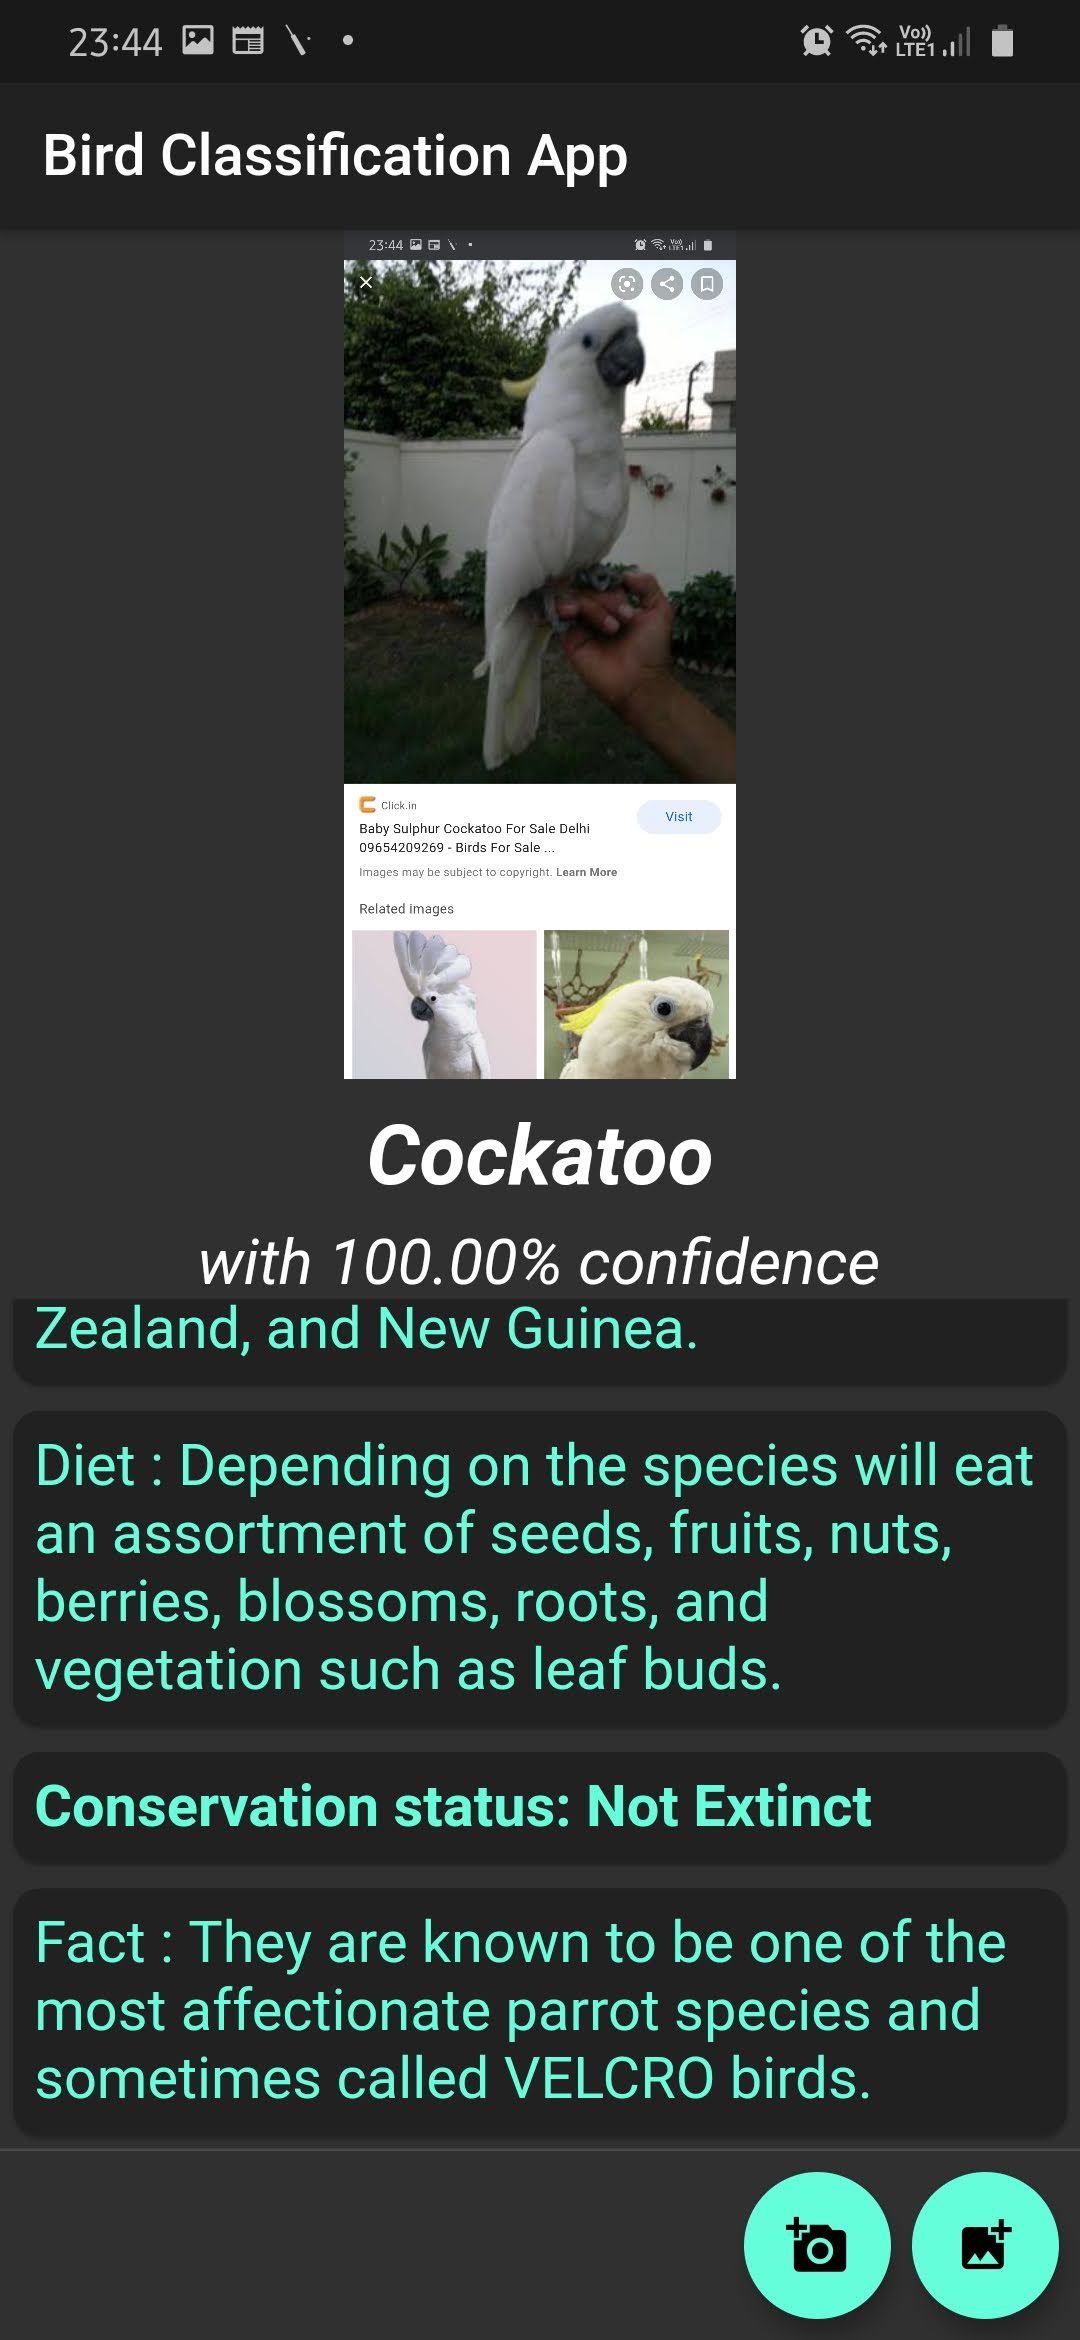 23:44
Vo))
LTE1
Bird Classification App
23:44
Click.in
Visit
Baby Sulphur Cockatoo For Sale Delhi
09654209269 - Birds For Sale ...
Images may be subject to copyright. Learn More
Related images
Cockatoo
with 100.00% confidence
Zealand, and New Guinea.
Diet : Depending on the species will eat
an assortment of seeds, fruits, nuts,
berries, blossoms, roots, and
vegetation such as leaf buds.
Conservation status: Not Extinct
Fact : They are known to be one of the
most affectionate parrot species and
sometimes called VELCRO birds.